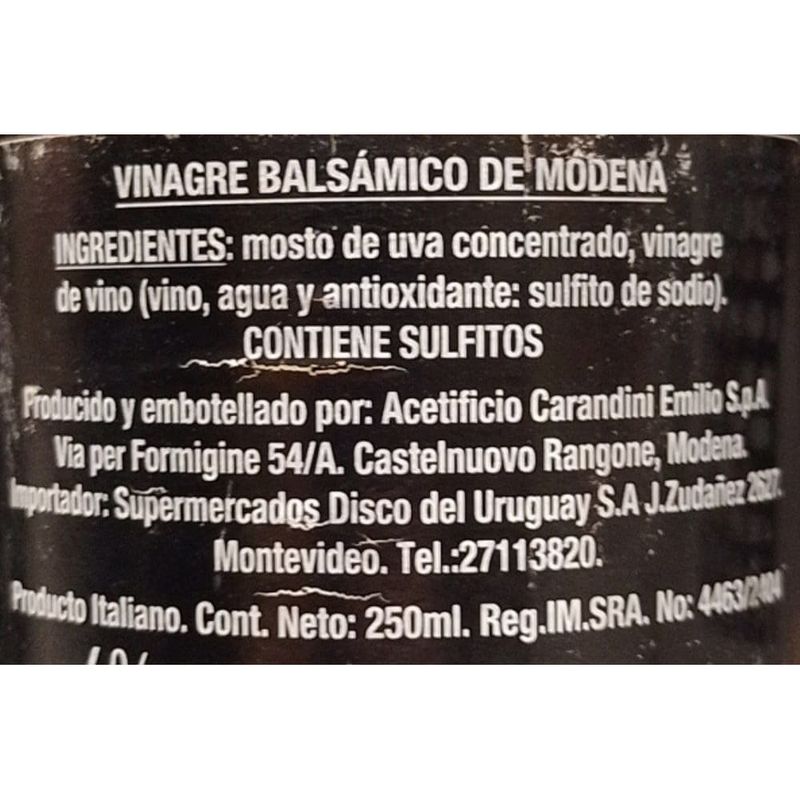 VINAGRE BALSÁMICO DE MÓDENA
INGREDIENTES: mosto de uva concentrado, vinagre
de vino (vino, agua y antioxidante: sulfito de sodio).
CONTIENE SULFITOS
Producido y embotellado por: Acetificio Carandini Emilio S.p.A.
Via per Formigine 54/A. Castelnuovo Rangone, Modena.
Importador: Supermercados Disco del Uruguay S.A J.Zudañez 2627.
Montevideo. Tel.:27113820.
Producto Italiano. Cont. Neto: 250ml. Reg.IM.SRA. No: 4463/2404